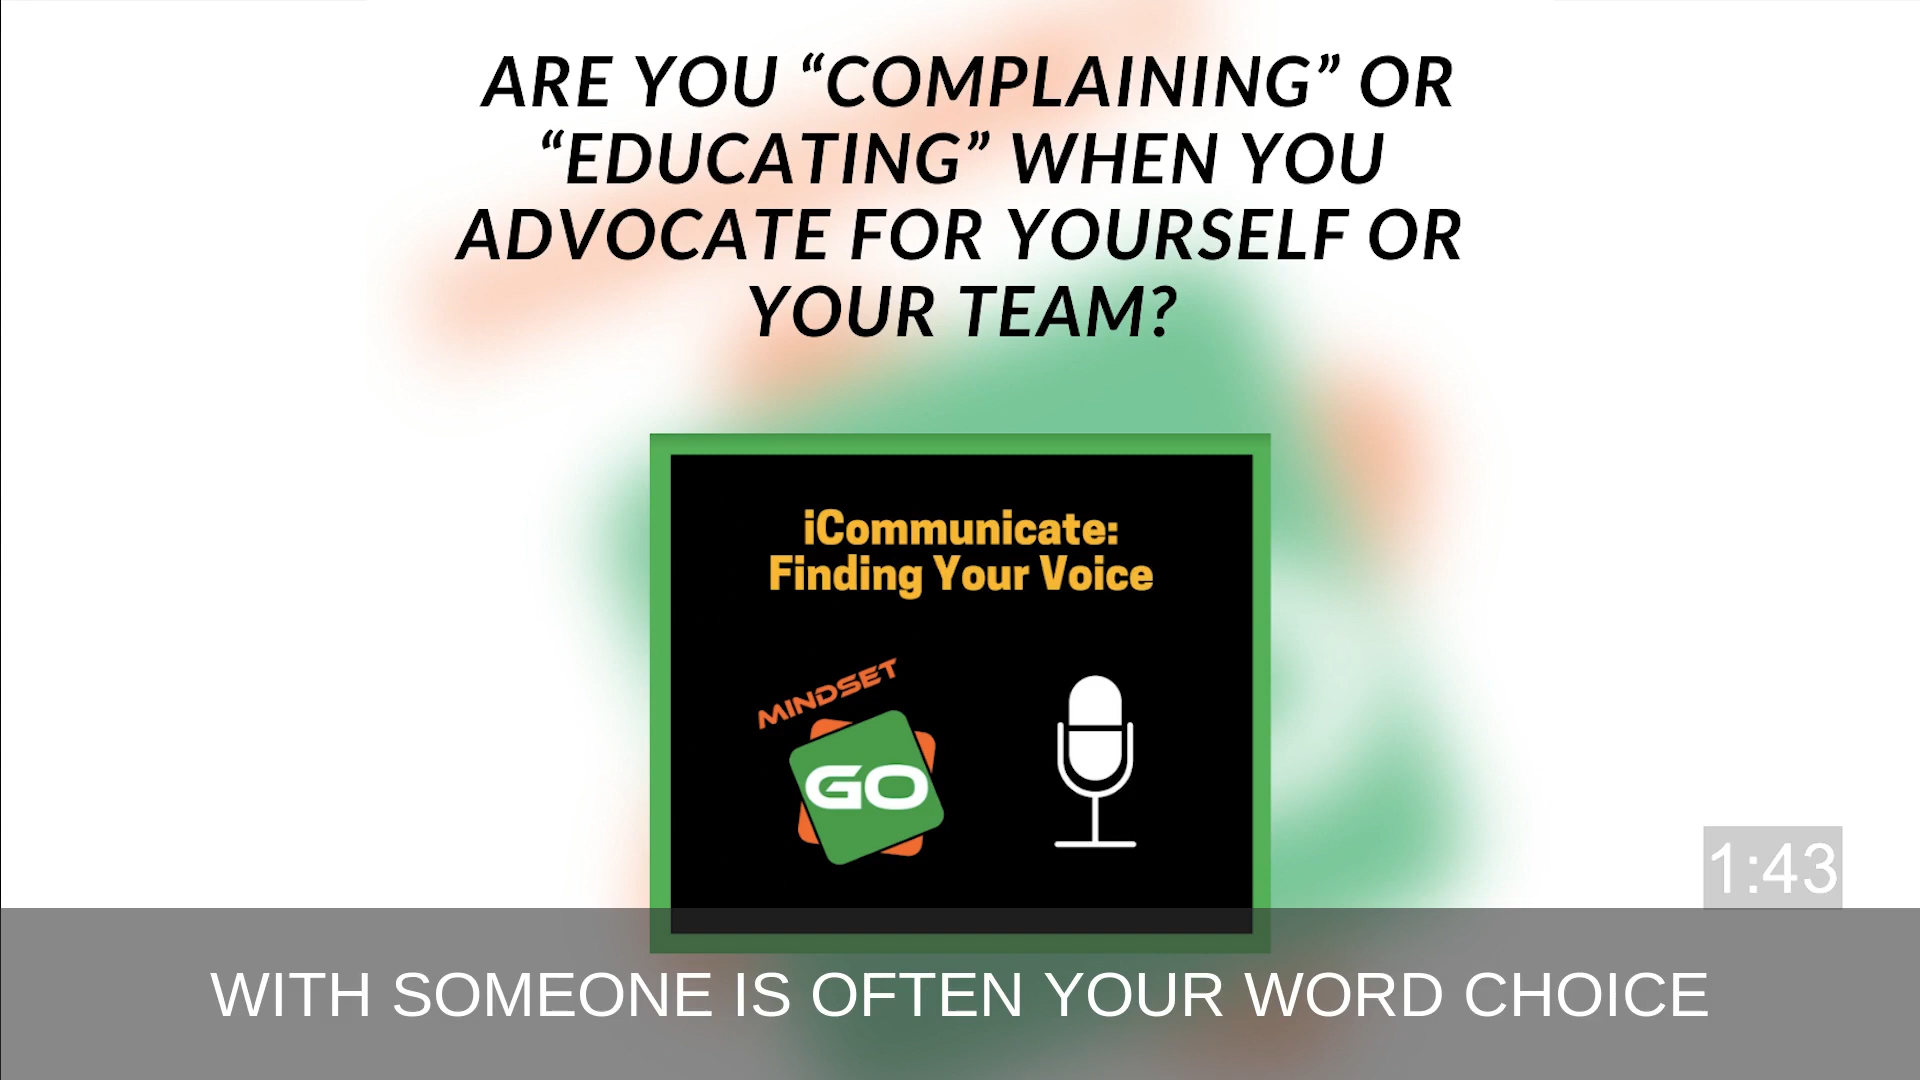 ARE YOU “COMPLAINING” OR
“EDUCATING” WHEN YOU
ADVOCATE FOR YOURSELF OR
YOUR TEAM?
iCommunicate:
Finding Your Voice
MINDSET
GO
1:43
WITH SOMEONE IS OFTEN YOUR WORD CHOICE